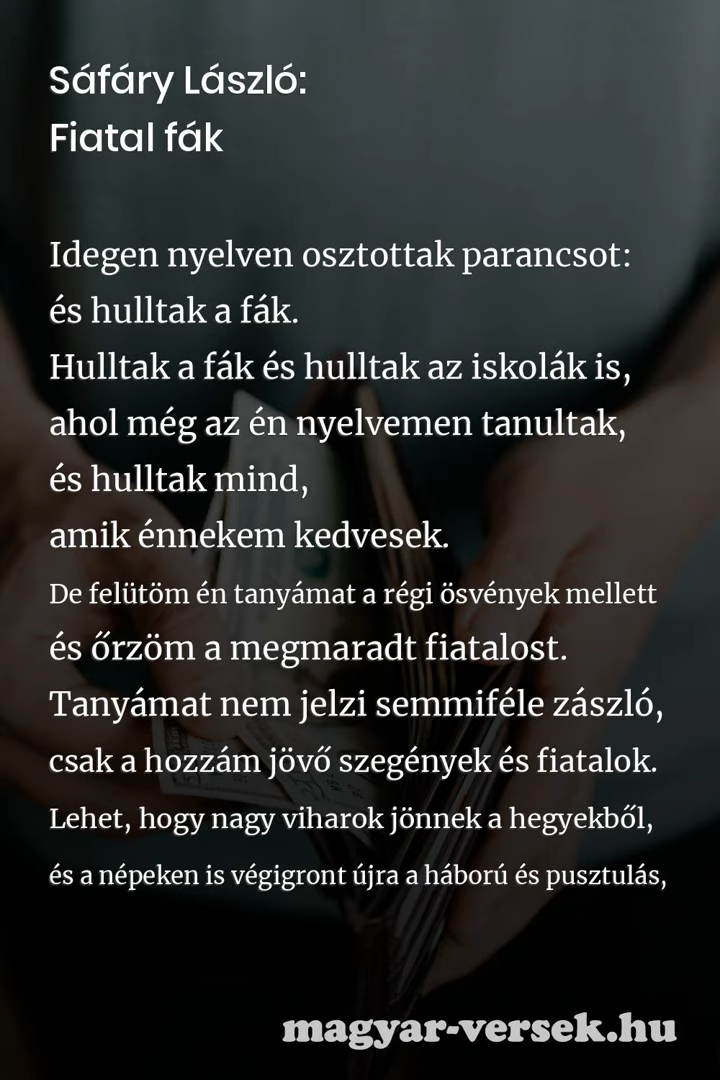 Sáfáry László:
Fiatal fák
Idegen nyelven osztottak parancsot:
és hulltak a fák.
Hulltak a fák és hulltak az iskolák is,
ahol még az én nyelvemen tanultak,
és hulltak mind,
amik énnekem kedvesek.
De felütöm én tanyámat a régi ösvények mellett
és őrzöm a megmaradt fiatalost.
Tanyámat nem jelzi semmiféle zászló,
csak a hozzám jövő szegények és fiatalok.
Lehet, hogy nagy viharok jönnek a hegyekből,
és a népeken is végigront újra a háború és pusztulás,
magyar-versek.hu